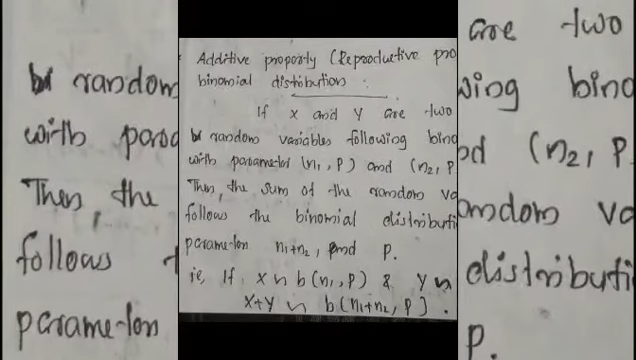 Additive property (Reproductive pro
binomial distribution :
If X and Y are two
random variables following bino
with parameter (n₁, P) and (n₂, P
Then, the sum of the random va
follows the binomial distributi
parameter n₁+n₂, and P.
ie, If X ~ b(n₁, P) & Y ~
X+Y ~ b(n₁+n₂, P).